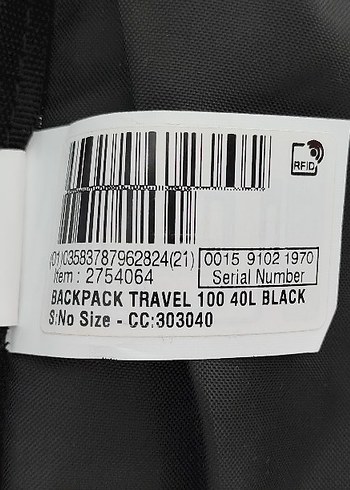 RFID
(01)03583787962824(21)
0015 9102 1970
Item : 2754064
Serial Number
BACKPACK TRAVEL 100 40L BLACK
S:No Size - CC:303040